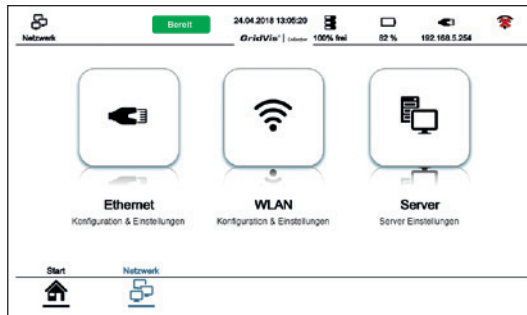 Netzwerk
Bereit
24.04.2018 13:05:20
GridVis® |
100% frei
82 %
192.168.5.254
Ethernet
Konfiguration & Einstellungen
WLAN
Konfiguration & Einstellungen
Server
Server Einstellungen
Start
Netzwerk